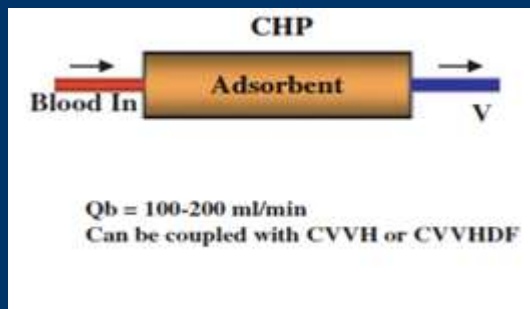 CHP
Adsorbent
Blood In
V
Qb = 100-200 ml/min
Can be coupled with CVVH or CVVHDF